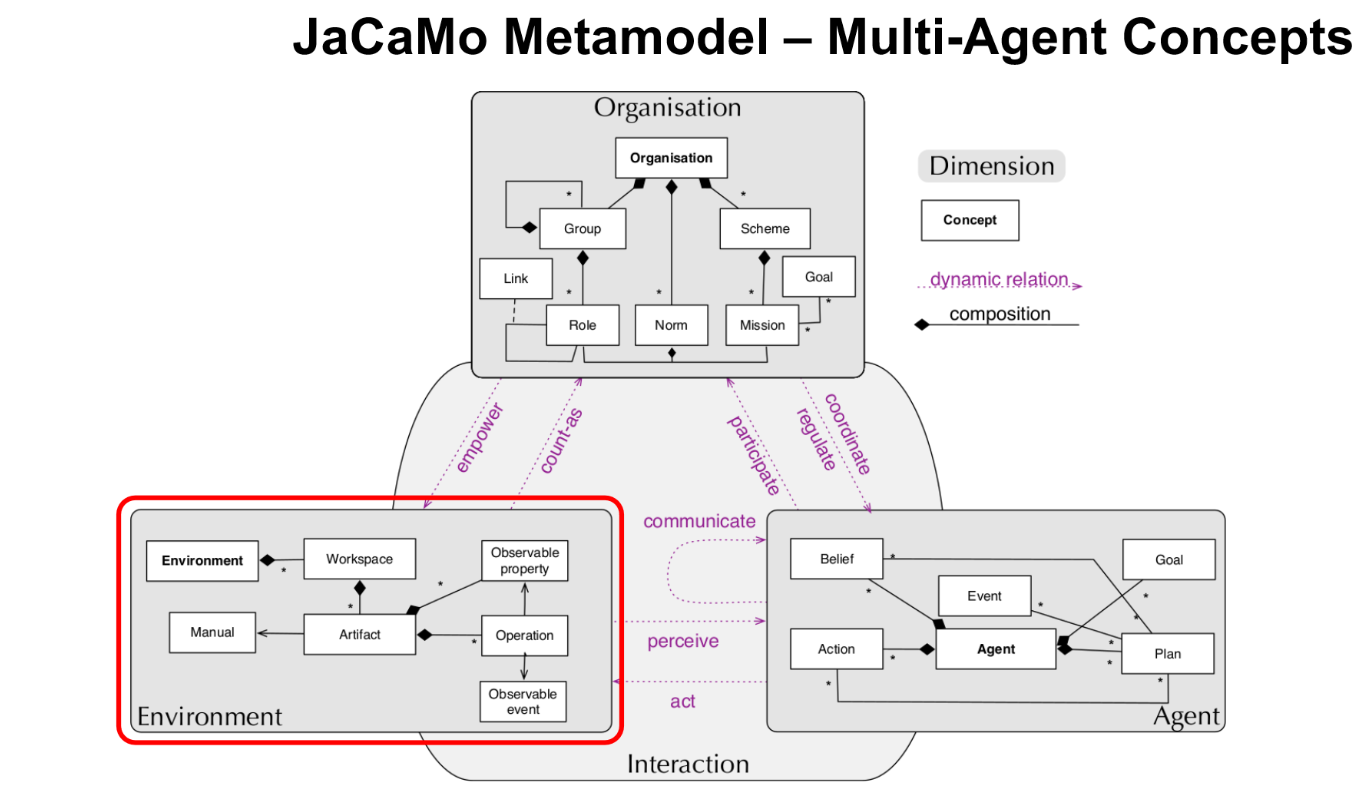 JaCaMo Metamodel – Multi-Agent Concepts
Organisation
Organisation
*
*
Group
Scheme
Link
Goal
*
*
*
*
*
Role
Norm
Mission
Dimension
Concept
dynamic relation
composition
empower
count-as
participate
regulate
coordinate
Environment
*
Workspace
Observable
property
*
*
Manual
Artifact
*
Operation
Observable
event
Environment
communicate
perceive
act
Belief
*
Goal
*
Event
*
*
*
Action
*
Agent
*
Plan
*
*
Agent
Interaction